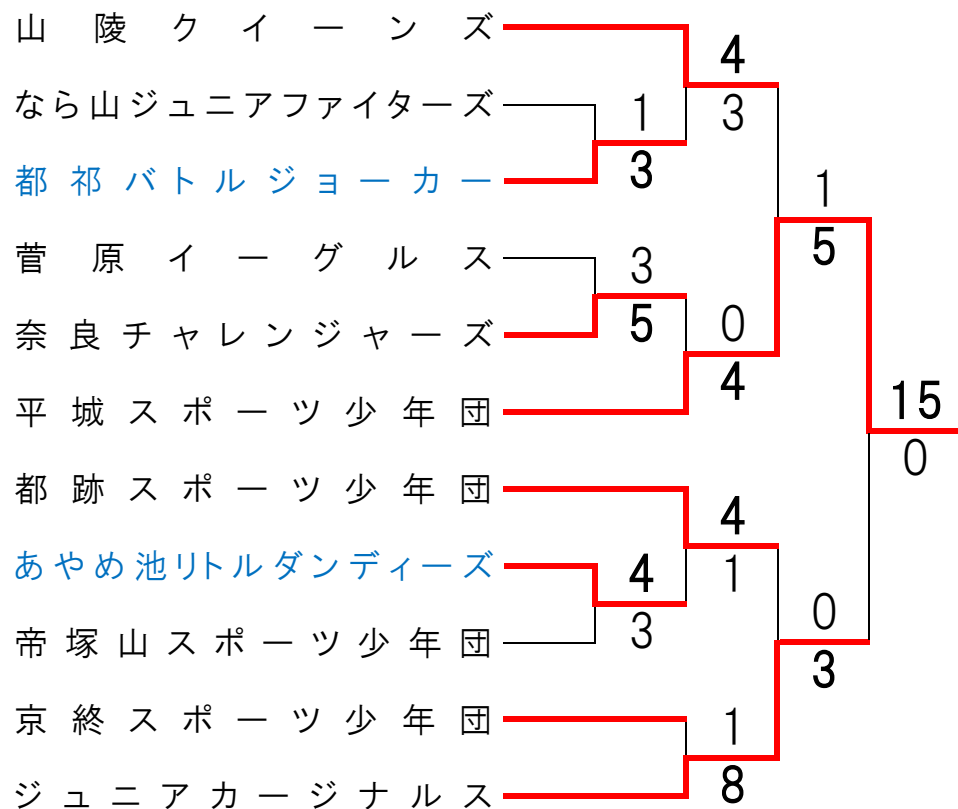 山陵クイーンズ
なら山ジュニアファイターズ
都祁バトルジョーカー
菅原イーグルス
奈良チャレンジャーズ
平城スポーツ少年団
都跡スポーツ少年団
あやめ池リトルダンディーズ
帝塚山スポーツ少年団
京終スポーツ少年団
ジュニアカージナルス
1
3
3
5
4
3
4
3
0
4
4
1
1
8
1
5
0
3
15
0